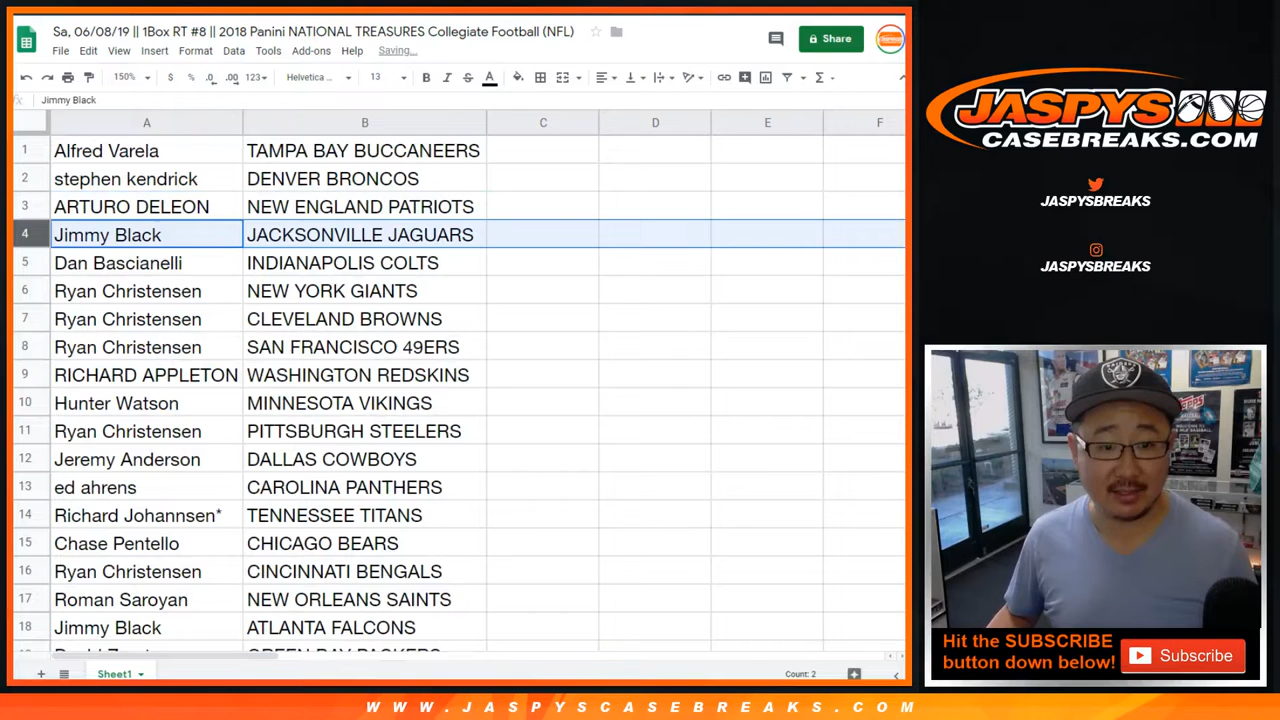 Sa, 06/08/19 || 1Box RT #8 || 2018 Panini NATIONAL TREASURES Collegiate Football (NFL)
File Edit View Insert Format Data Tools Add-ons Help Saving...
Share
150% $ % .0 .00 123 Helvetica... 13 B I S A
fx Jimmy Black
A B C D E F
1 Alfred Varela TAMPA BAY BUCCANEERS
2 stephen kendrick DENVER BRONCOS
3 ARTURO DELEON NEW ENGLAND PATRIOTS
4 Jimmy Black JACKSONVILLE JAGUARS
5 Dan Bascianelli INDIANAPOLIS COLTS
6 Ryan Christensen NEW YORK GIANTS
7 Ryan Christensen CLEVELAND BROWNS
8 Ryan Christensen SAN FRANCISCO 49ERS
9 RICHARD APPLETON WASHINGTON REDSKINS
10 Hunter Watson MINNESOTA VIKINGS
11 Ryan Christensen PITTSBURGH STEELERS
12 Jeremy Anderson DALLAS COWBOYS
13 ed ahrens CAROLINA PANTHERS
14 Richard Johannsen* TENNESSEE TITANS
15 Chase Pentello CHICAGO BEARS
16 Ryan Christensen CINCINNATI BENGALS
17 Roman Saroyan NEW ORLEANS SAINTS
18 Jimmy Black ATLANTA FALCONS
GREEN BAY PACKERS
Sheet1
Count: 2
JASPYS
CASEBREAKS.COM
JASPYSBREAKS
JASPYSBREAKS
RAIDERS
TOPPS
Hit the SUBSCRIBE
button down below!
Subscribe
WWW.JASPYSCASEBREAKS.COM